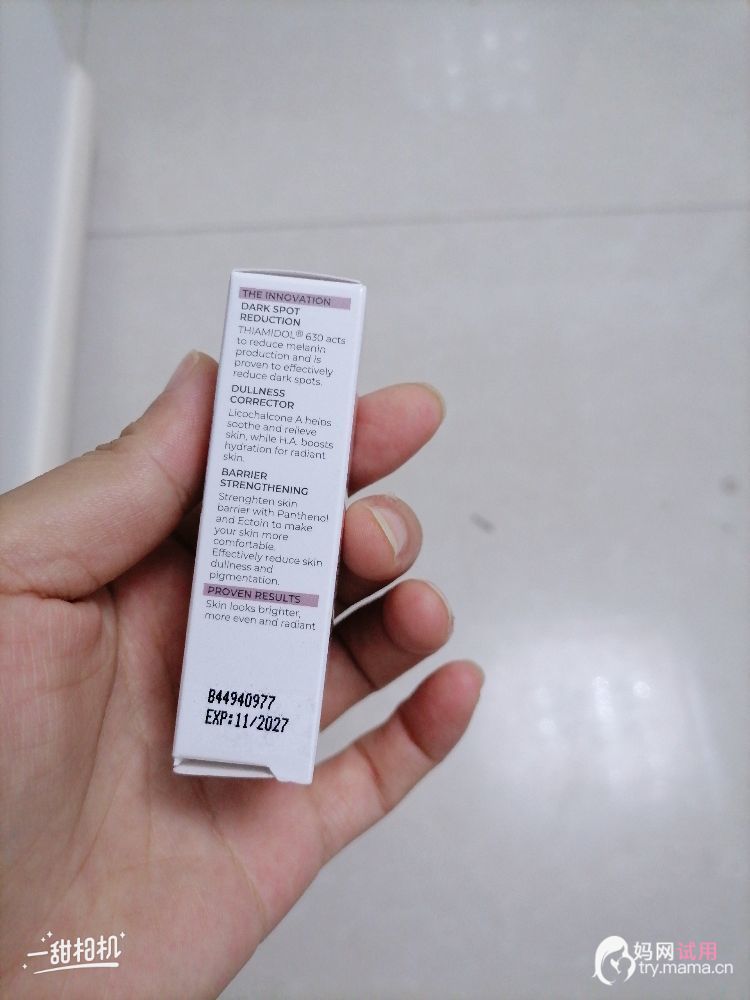 THE INNOVATION
DARK SPOT
REDUCTION
THIAMIDOL® 630 acts
to reduce melanin
production and is
proven to effectively
reduce dark spots.
DULLNESS
CORRECTOR
Licochalcone A helps
soothe and relieve
skin, while H.A. boosts
hydration for radiant
skin.
BARRIER
STRENGTHENING
Strenghten skin
barrier with Panthenol
and Ectoin to make
your skin more
comfortable.
Effectively reduce skin
dullness and
pigmentation.
PROVEN RESULTS
Skin looks brighter,
more even and radiant
B44940977
EXP:11/2027
一甜相机
妈网试用
try.mama.cn